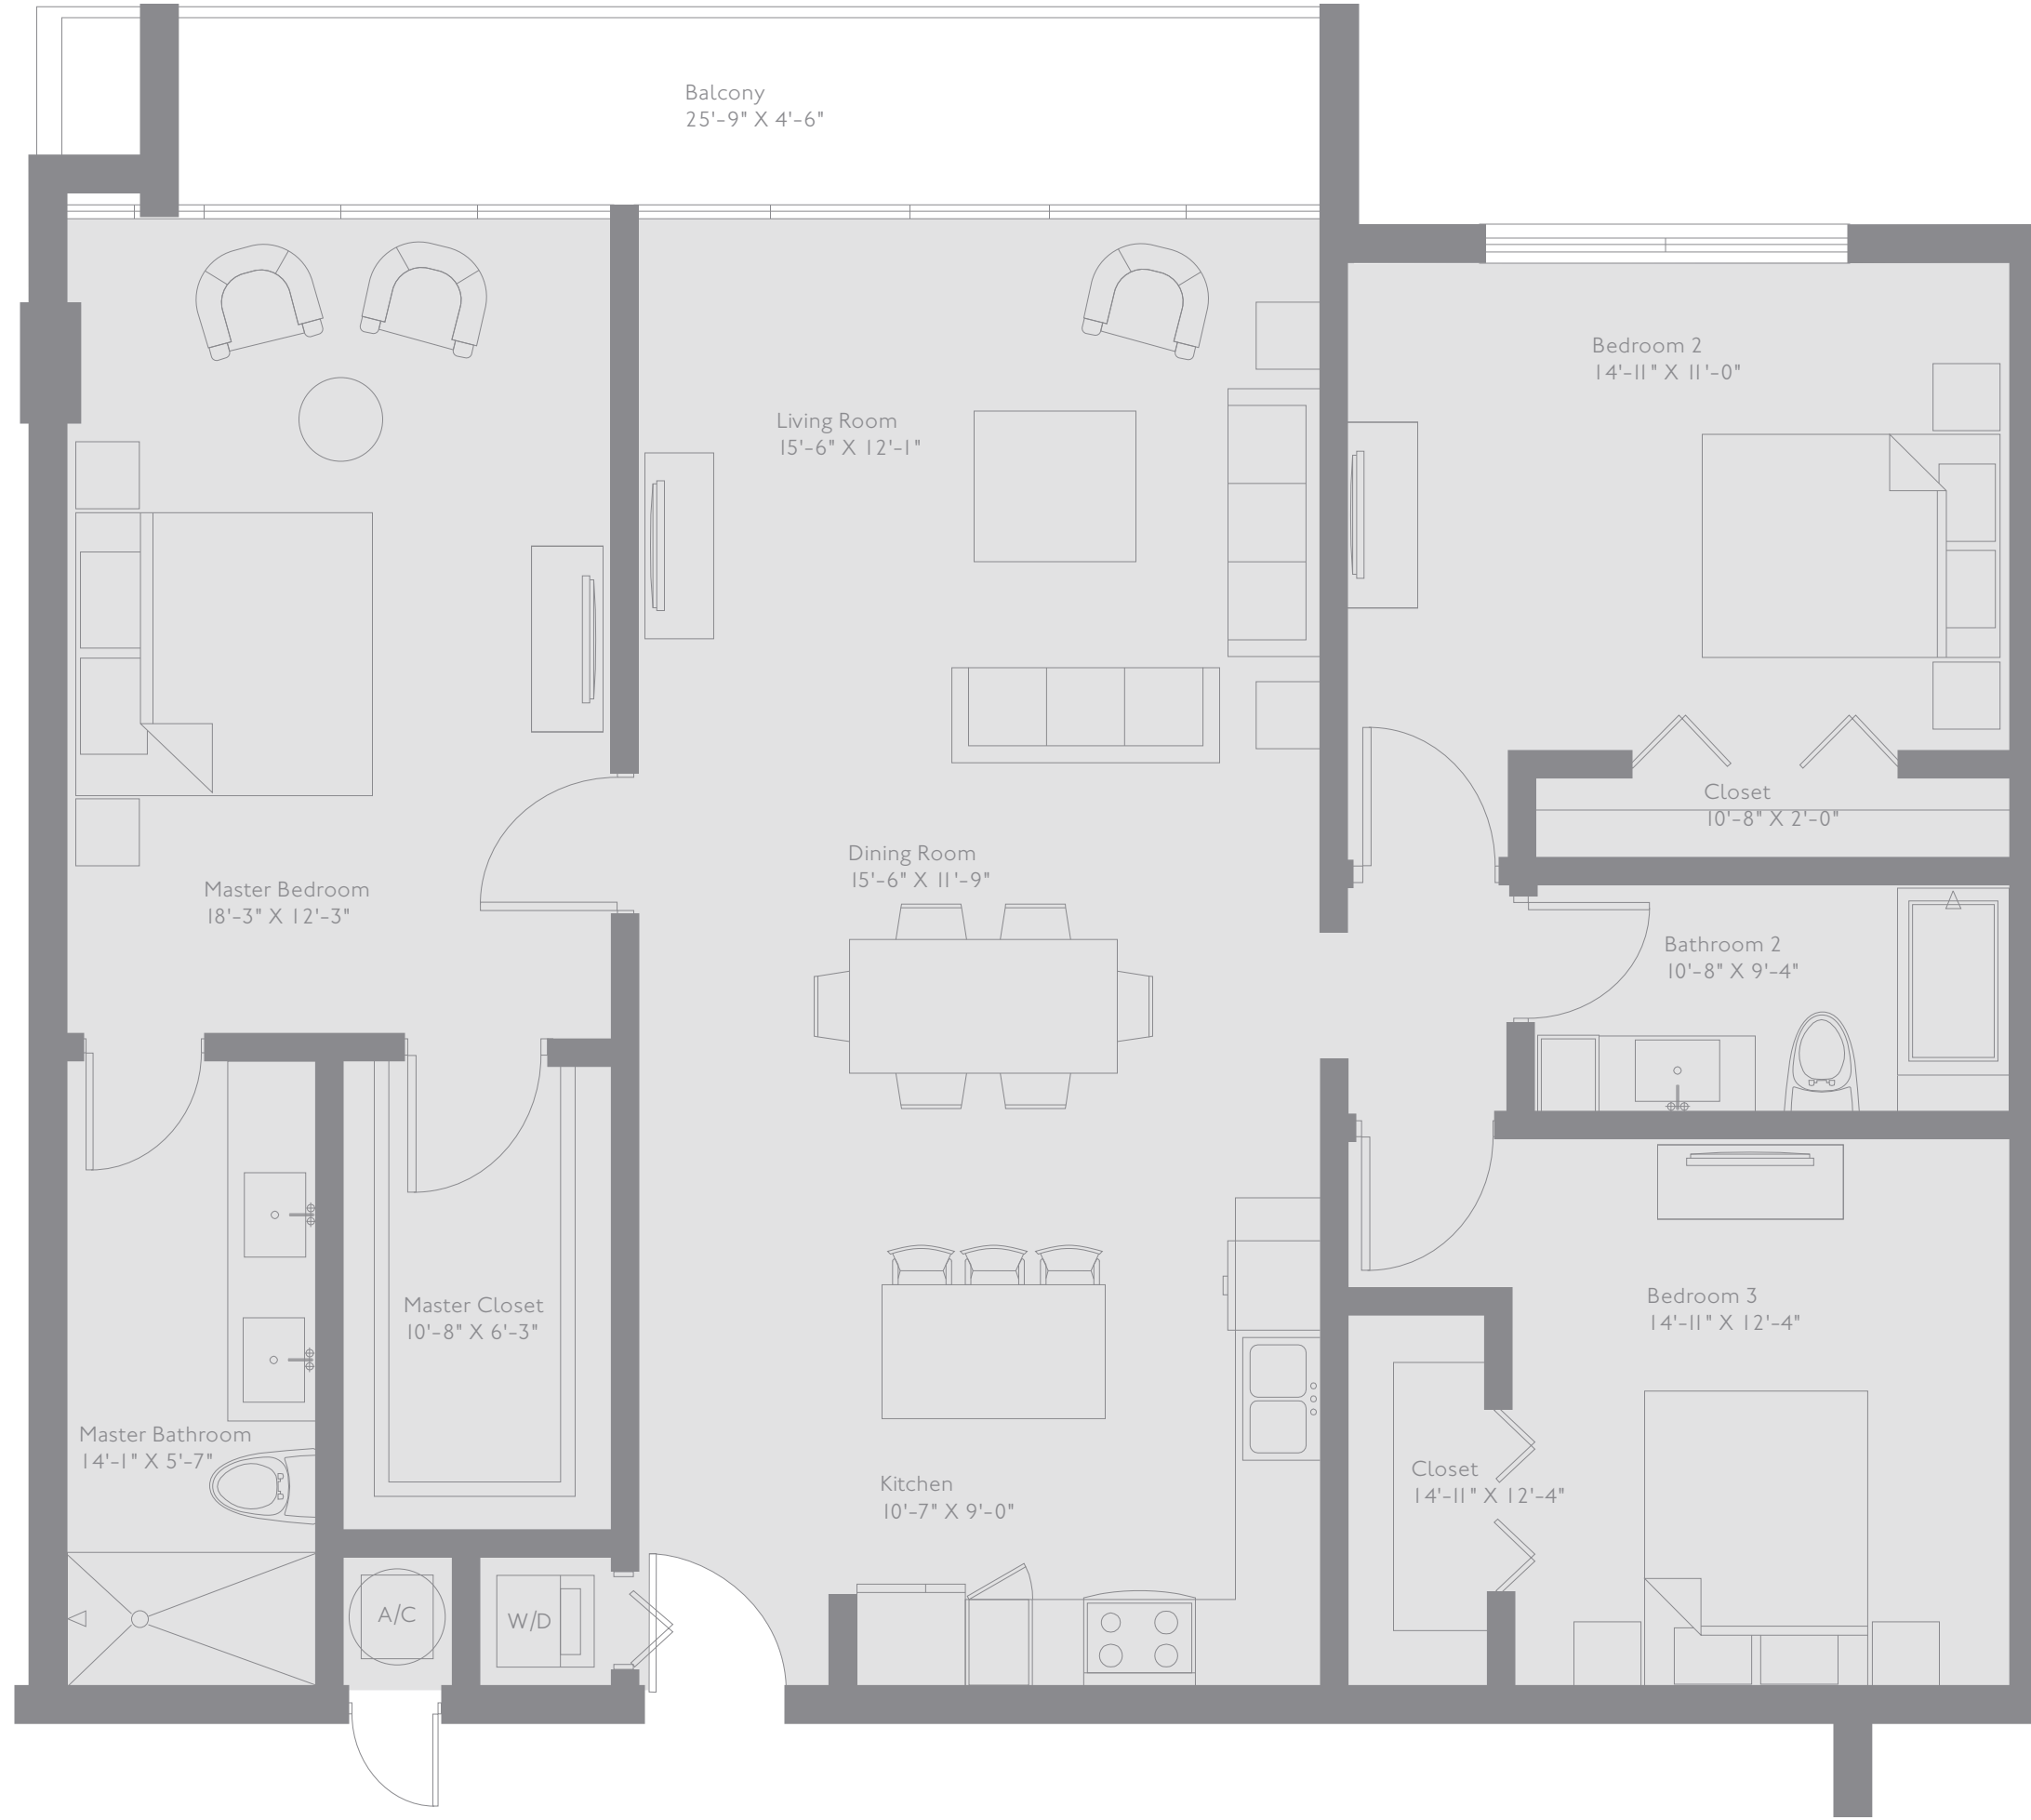 Balcony
25'-9" X 4'-6"
Bedroom 2
14'-11" X 11'-0"
Living Room
15'-6" X 12'-1"
Closet
10'-8" X 2'-0"
Dining Room
15'-6" X 11'-9"
Master Bedroom
18'-3" X 12'-3"
Bathroom 2
10'-8" X 9'-4"
Master Closet
10'-8" X 6'-3"
Bedroom 3
14'-11" X 12'-4"
Master Bathroom
14'-1" X 5'-7"
Kitchen
10'-7" X 9'-0"
Closet
14'-11" X 12'-4"
A/C
W/D